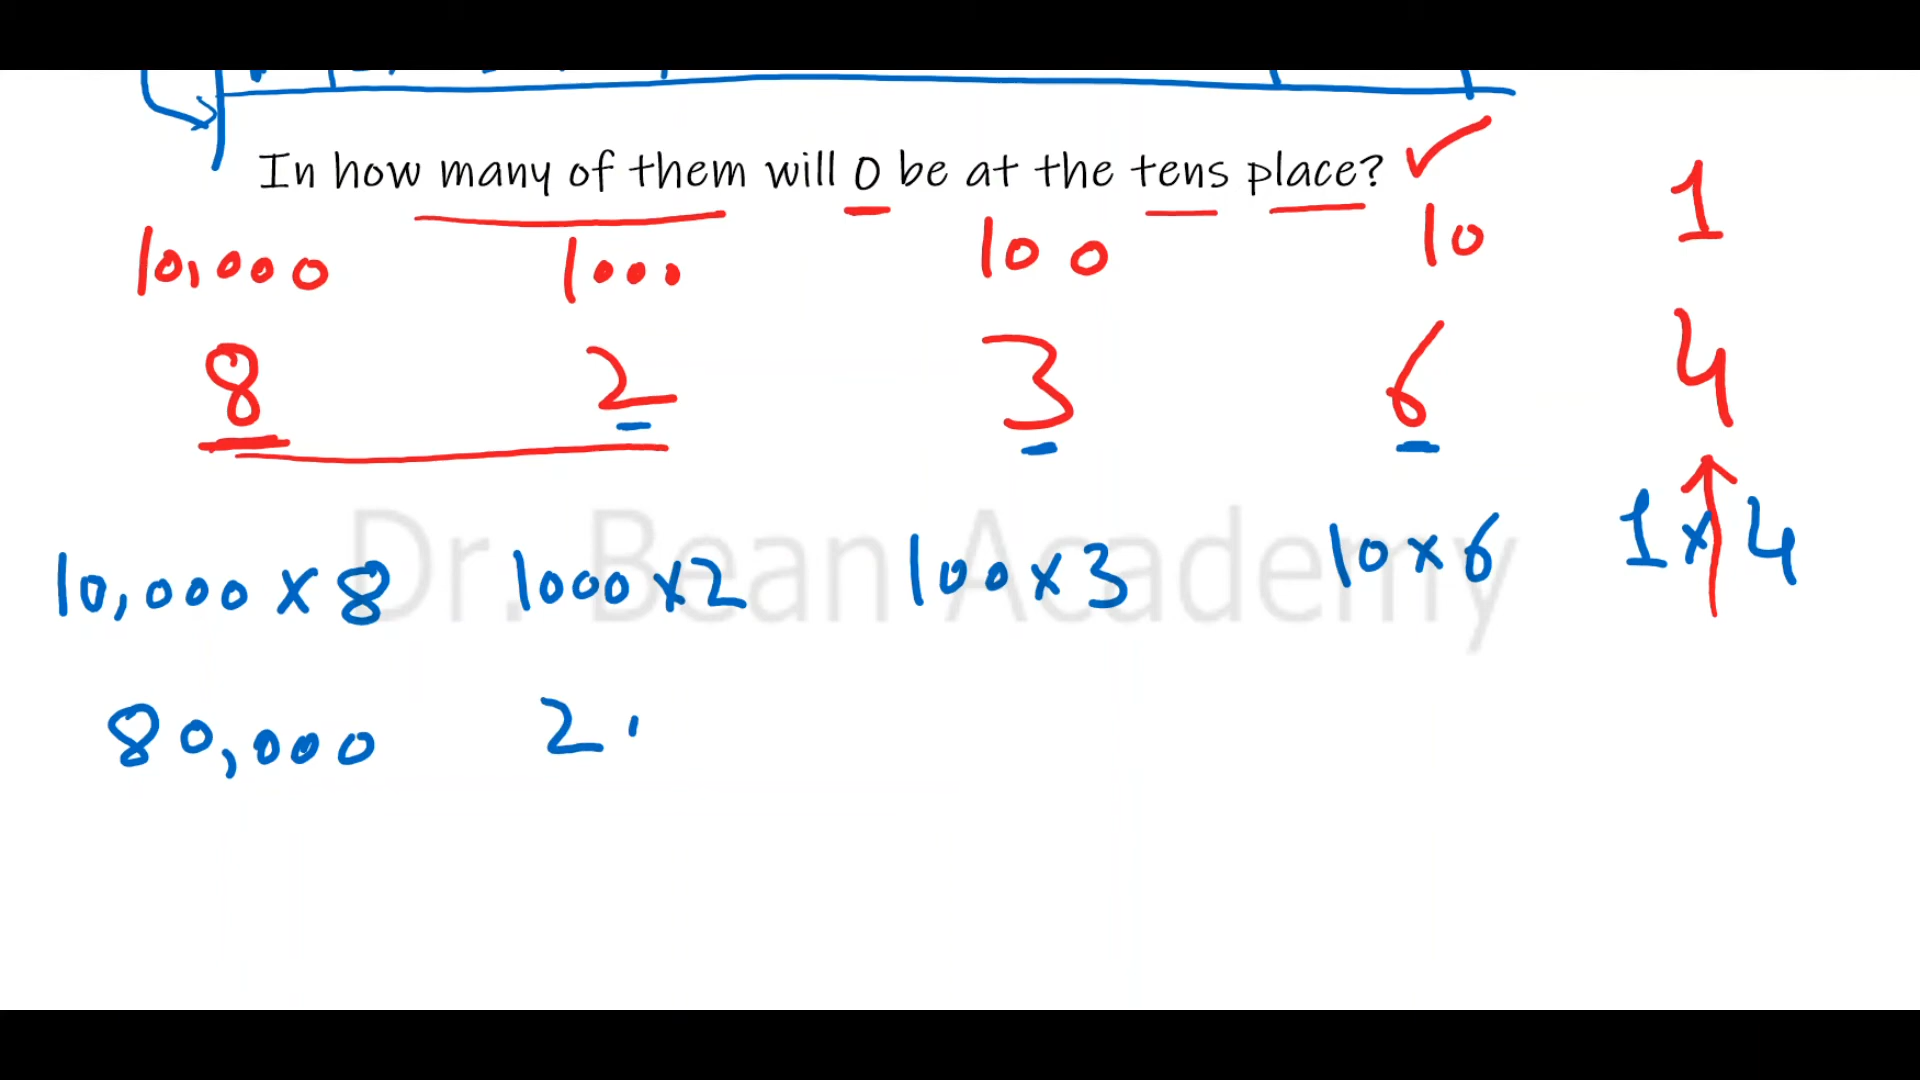 In how many of them will 0 be at the tens place?
10,000 1000 100 10 1
8 2 3 6 4
Dr. Bean Academy
10,000 x 8 1000 x 2 100 x 3 10 x 6 1 x 4
80,000 2